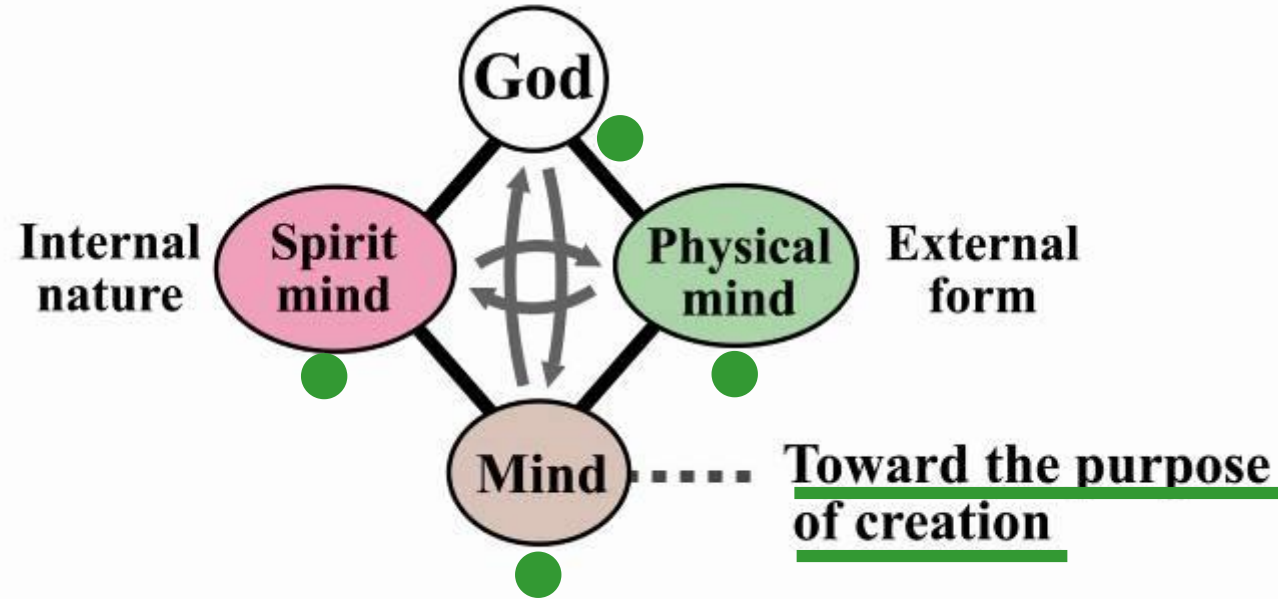 God
Internal
nature
Spirit
mind
Physical
mind
External
form
Mind
Toward the purpose
of creation